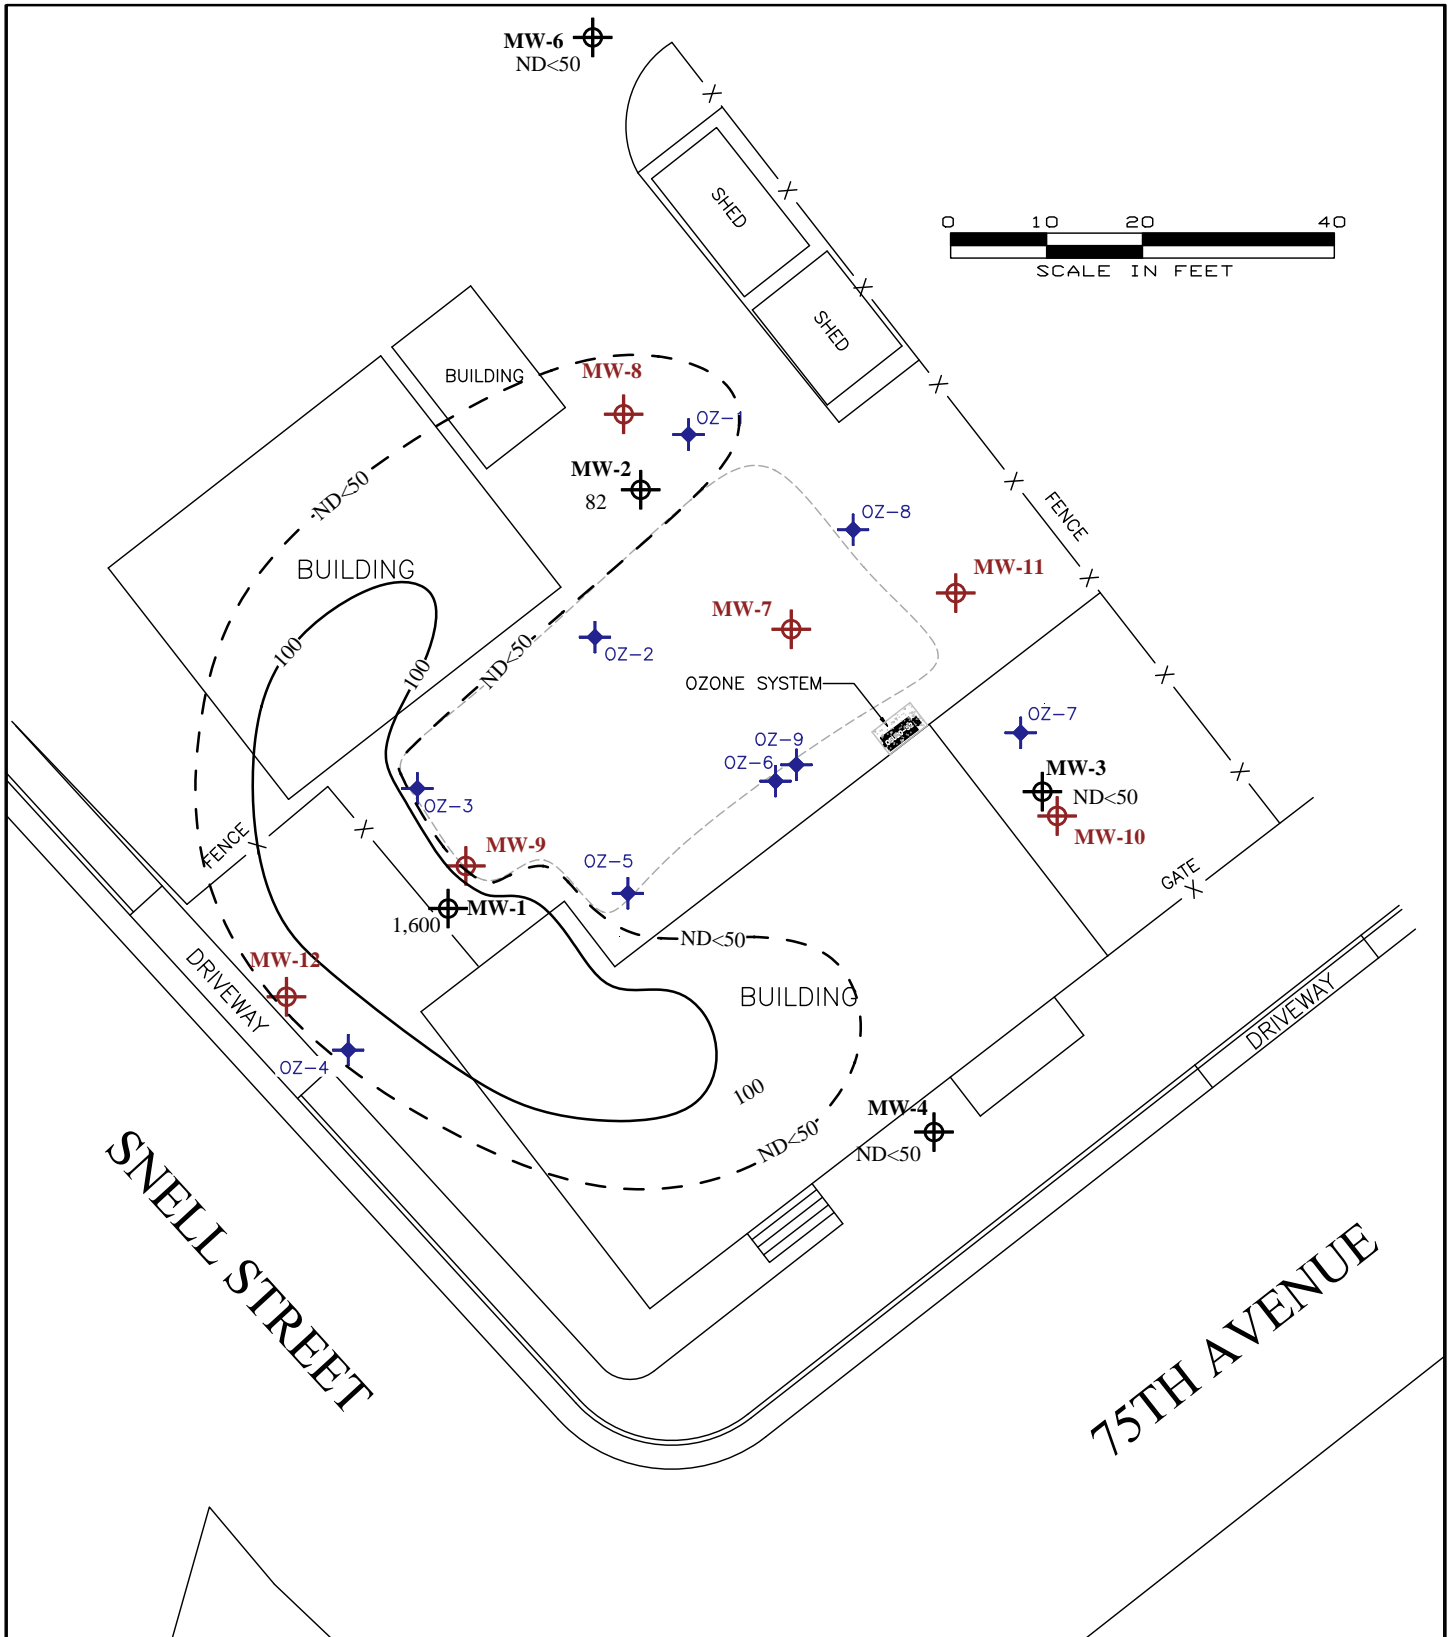 MW-6
ND<50
SHED
SHED
0 10 20 40
SCALE IN FEET
BUILDING
MW-8
OZ-1
MW-2
82
ND<50
OZ-8
FENCE
BUILDING
MW-11
MW-7
100
100
ND<50
OZ-2
OZONE SYSTEM
OZ-7
OZ-9
OZ-6
MW-3
ND<50
MW-10
OZ-3
FENCE
MW-9
OZ-5
GATE
1,600
MW-1
ND<50
MW-12
DRIVEWAY
BUILDING
DRIVEWAY
OZ-4
100
MW-4
ND<50
ND<50
SNELL STREET
75TH AVENUE